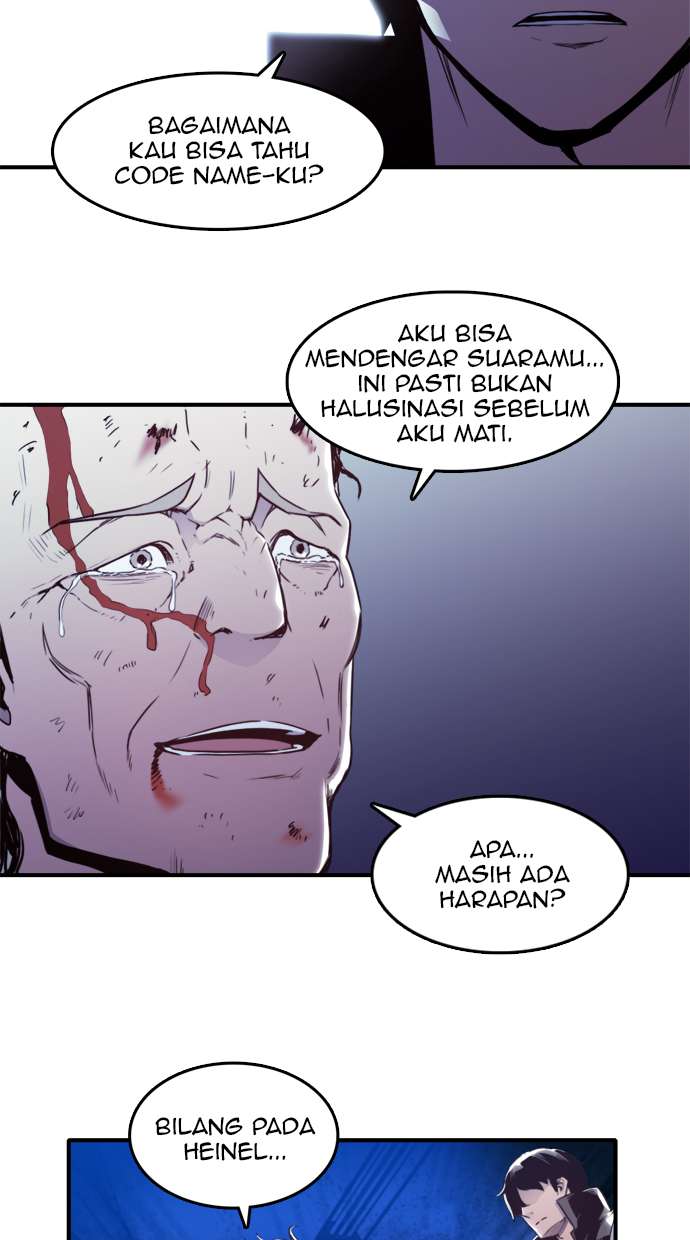 BAGAIMANA
KAU BISA TAHU
CODE NAME-KU?
AKU BISA
MENDENGAR SUARAMU...
INI PASTI BUKAN
HALUSINASI SEBELUM
AKU MATI.
APA...
MASIH ADA
HARAPAN?
BILANG PADA
HEINEL...